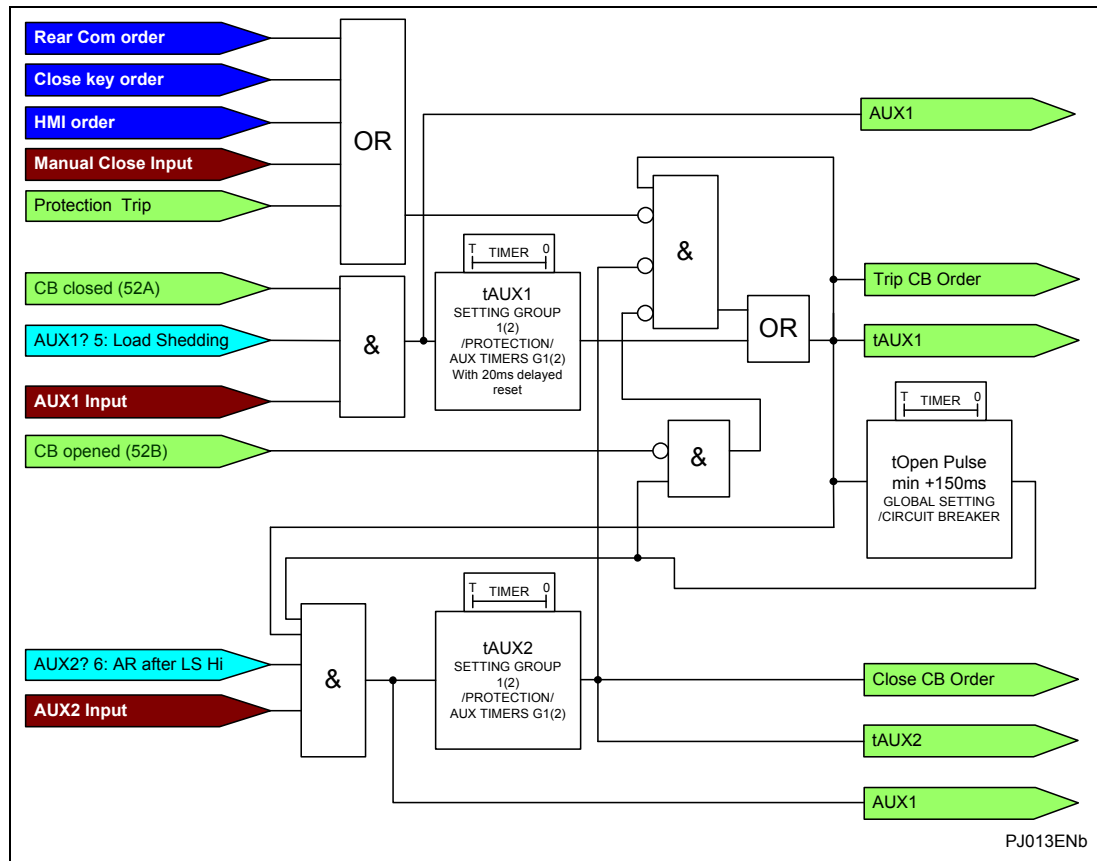 Rear Com order
Close key order
HMI order
Manual Close Input
Protection Trip
OR
AUX1
CB closed (52A)
AUX1? 5: Load Shedding
AUX1 Input
CB opened (52B)
&
T TIMER 0
tAUX1
SETTING GROUP
1(2)
/PROTECTION/
AUX TIMERS G1(2)
With 20ms delayed
reset
&
OR
&
Trip CB Order
tAUX1
T TIMER 0
tOpen Pulse
min +150ms
GLOBAL SETTING
/CIRCUIT BREAKER
AUX2? 6: AR after LS Hi
AUX2 Input
&
T TIMER 0
tAUX2
SETTING GROUP
1(2)
/PROTECTION/
AUX TIMERS G1(2)
Close CB Order
tAUX2
AUX1
PJ013ENb